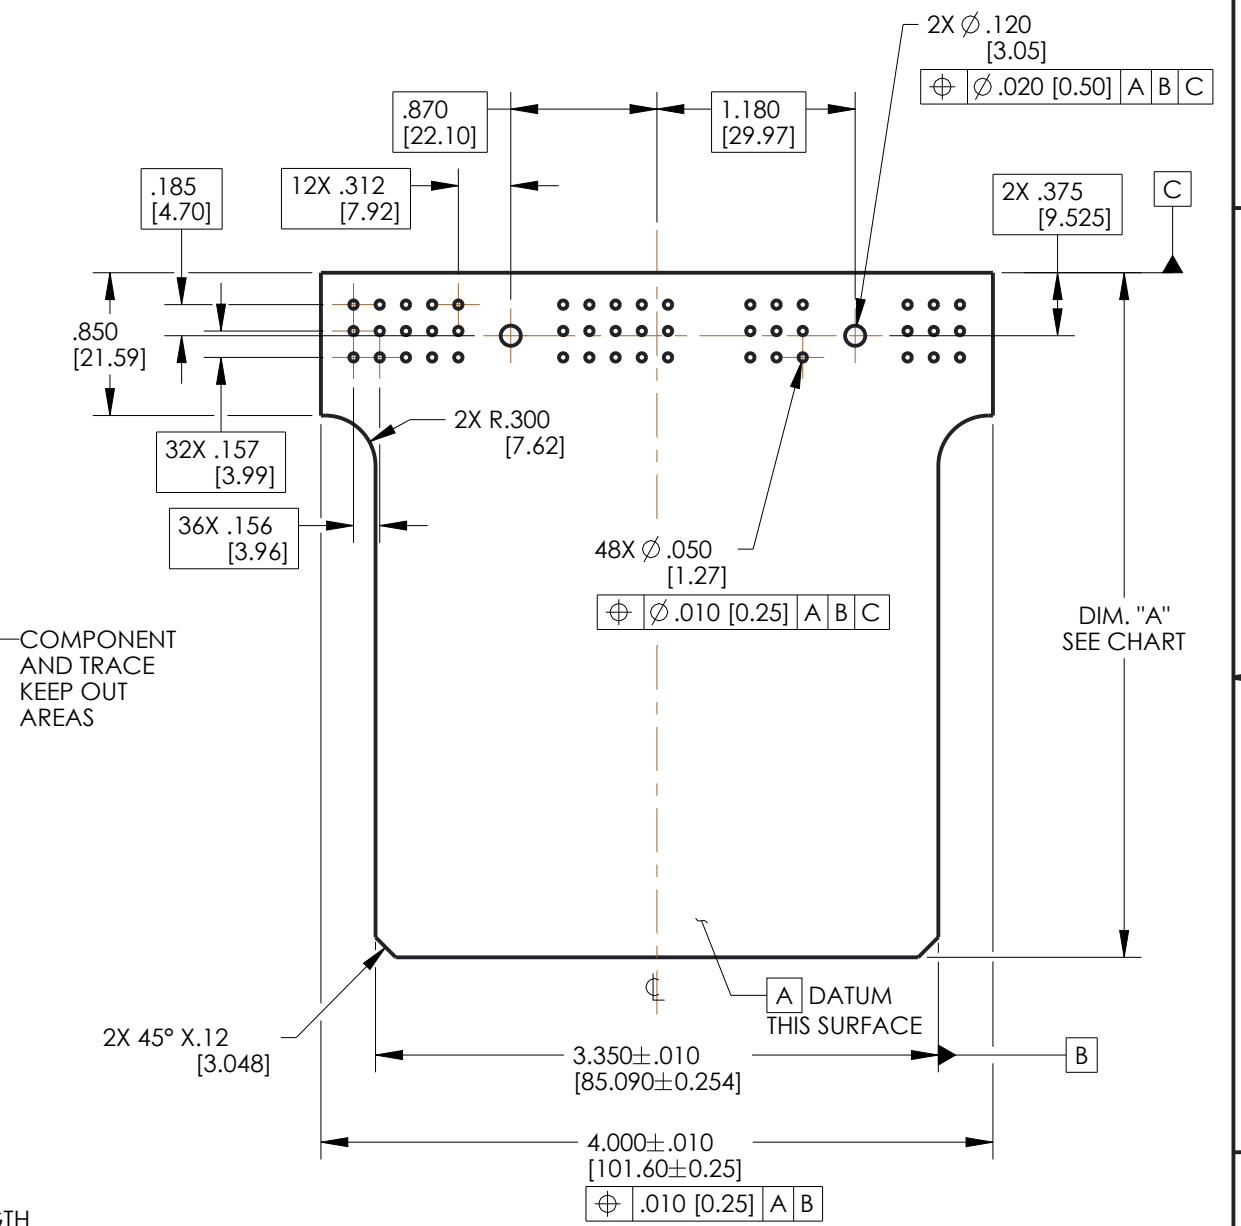 2X ∅ .120
[3.05]
⌖ ∅ .020 [0.50] A B C
.870
[22.10]
1.180
[29.97]
12X .312
[7.92]
.185
[4.70]
2X .375
[9.525]
C
.850
[21.59]
2X R.300
[7.62]
32X .157
[3.99]
36X .156
[3.96]
48X ∅ .050
[1.27]
⌖ ∅ .010 [0.25] A B C
COMPONENT
AND TRACE
KEEP OUT
AREAS
DIM. "A"
SEE CHART
℄
A DATUM
THIS SURFACE
2X 45° X.12
[3.048]
3.350±.010
[85.090±0.254]
B
4.000±.010
[101.60±0.25]
⌖ .010 [0.25] A B